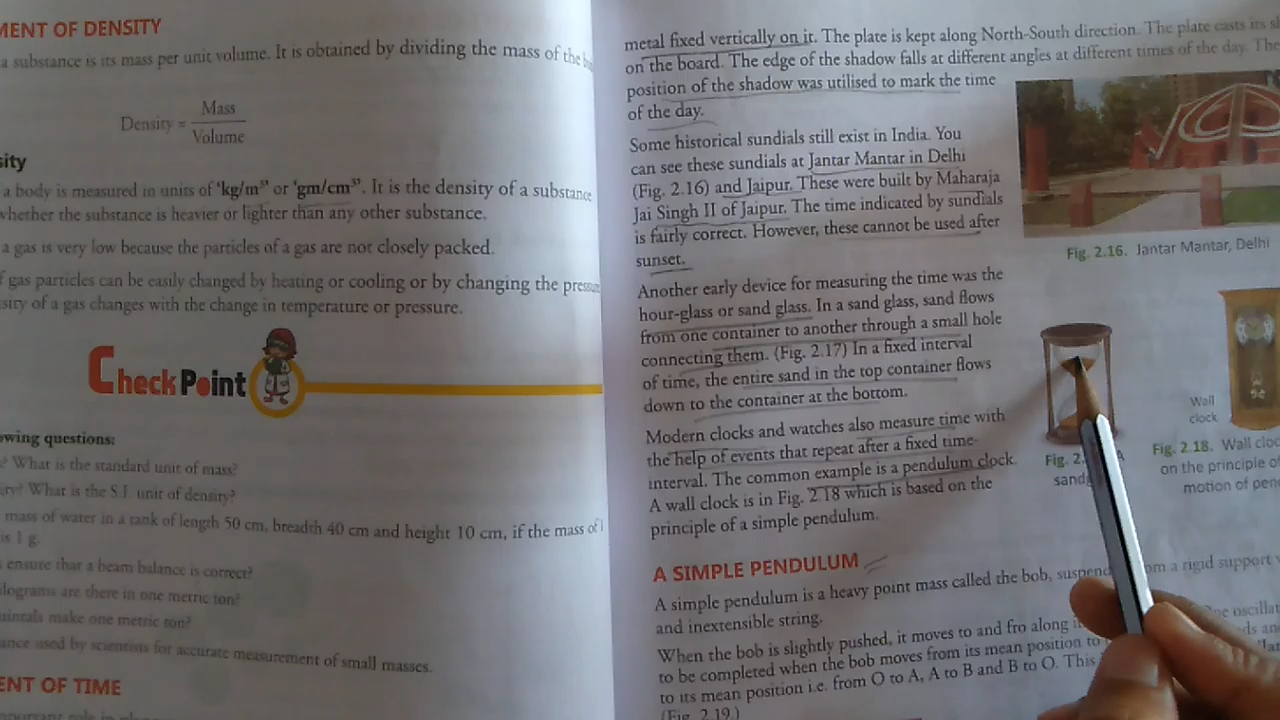 MENT OF DENSITY
a substance is its mass per unit volume. It is obtained by dividing the mass of the
Density = Mass
Volume
sity
a body is measured in units of 'kg/m³' or 'gm/cm³'. It is the density of a substance
whether the substance is heavier or lighter than any other substance.
a gas is very low because the particles of a gas are not closely packed.
f gas particles can be easily changed by heating or cooling or by changing the
sity of a gas changes with the change in temperature or pressure.
CheckPoint
owing questions:
? What is the standard unit of mass?
? What is the S.I. unit of density?
mass of water in a tank of length 50 cm, breadth 40 cm and height 10 cm, if the mass of
is 1 g.
ensure that a beam balance is correct?
ilograms are there in one metric ton?
uintals make one metric ton?
ance used by scientists for accurate measurement of small masses.
ENT OF TIME
metal fixed vertically on it. The plate is kept along North-South direction. The plate casts its
on the board. The edge of the shadow falls at different angles at different times of the day. The
position of the shadow was utilised to mark the time
of the day.
Some historical sundials still exist in India. You
can see these sundials at Jantar Mantar in Delhi
(Fig. 2.16) and Jaipur. These were built by Maharaja
Jai Singh II of Jaipur. The time indicated by sundials
is fairly correct. However, these cannot be used after
sunset.
Fig. 2.16. Jantar Mantar, Delhi
Another early device for measuring the time was the
hour-glass or sand glass. In a sand glass, sand flows
from one container to another through a small hole
connecting them. (Fig. 2.17) In a fixed interval
of time, the entire sand in the top container flows
down to the container at the bottom.
Modern clocks and watches also measure time with
the help of events that repeat after a fixed time-
interval. The common example is a pendulum clock.
A wall clock is in Fig. 2.18 which is based on the
principle of a simple pendulum.
Wall
clock
Fig. 2. A
sand
Fig. 2.18. Wall cloc
on the principle of
motion of pen
A SIMPLE PENDULUM
A simple pendulum is a heavy point mass called the bob, suspen om a rigid support
and inextensible string.
When the bob is slightly pushed, it moves to and fro along oscillat
to be completed when the bob moves from its mean position to
to its mean position i.e. from O to A, A to B and B to O. This
(Fig. 2.19.)